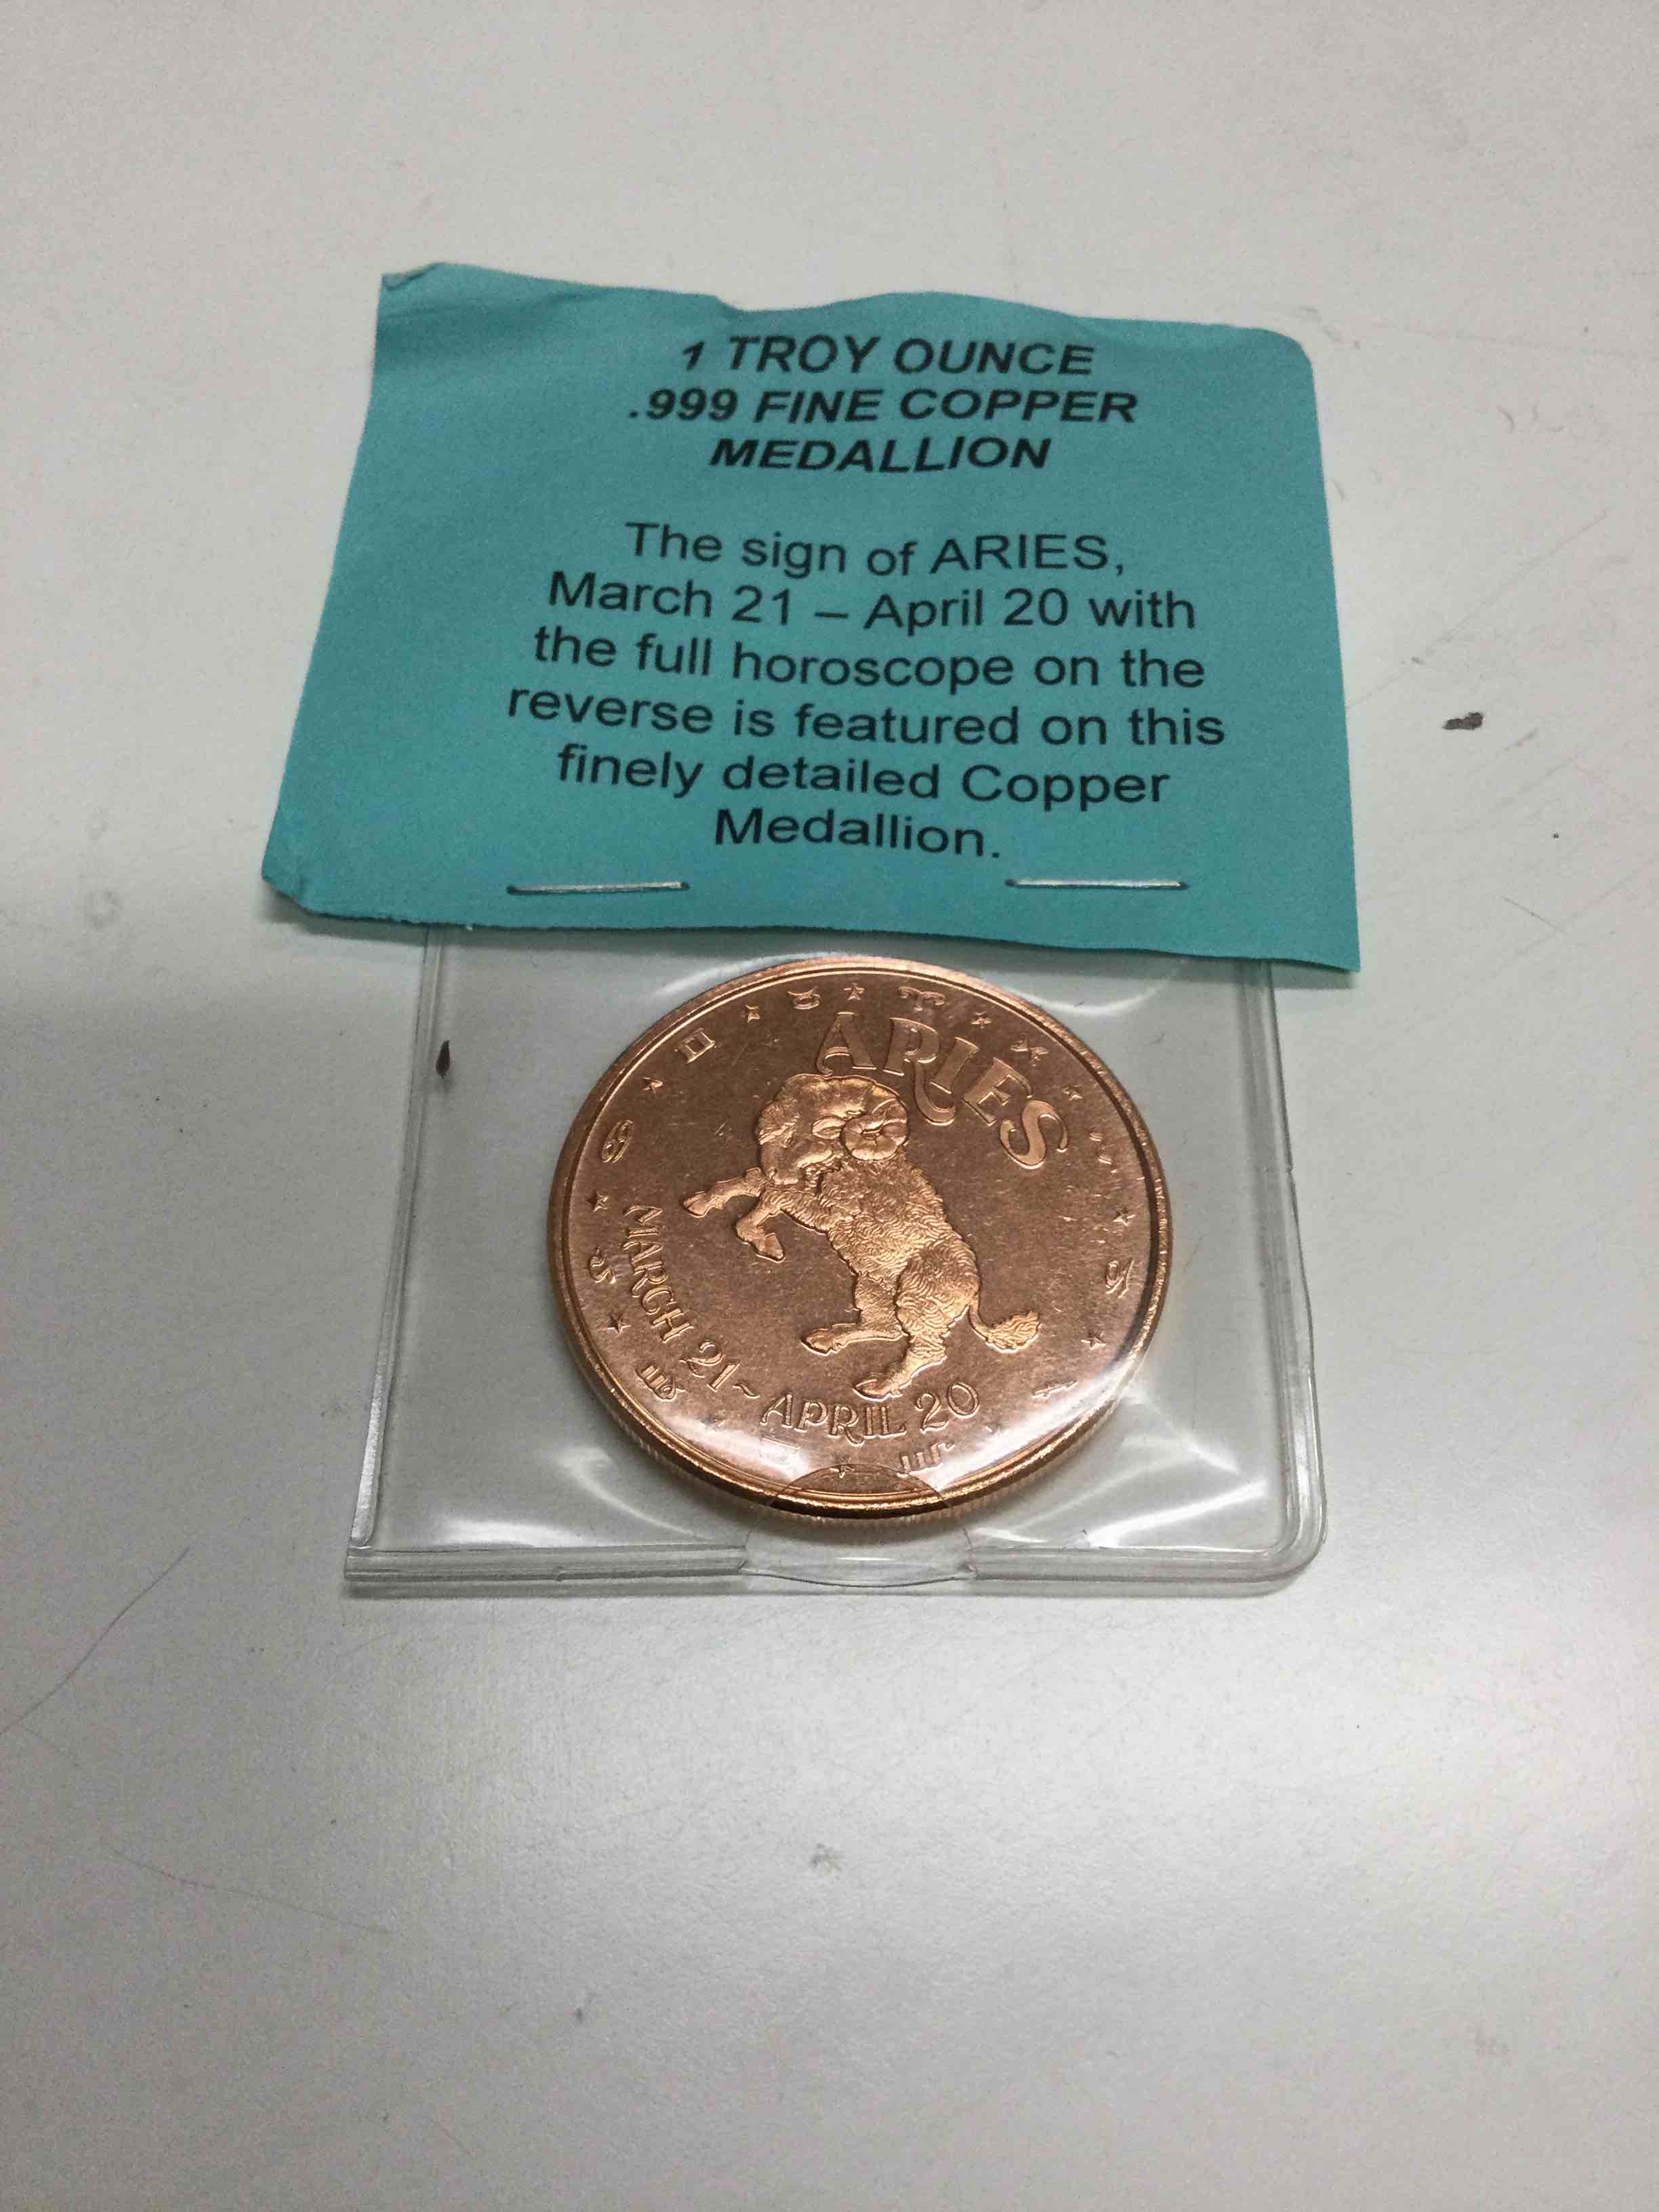 1 TROY OUNCE
.999 FINE COPPER
MEDALLION
The sign of ARIES,
March 21 – April 20 with
the full horoscope on the
reverse is featured on this
finely detailed Copper
Medallion.
ARIES
MARCH 21 ~ APRIL 20